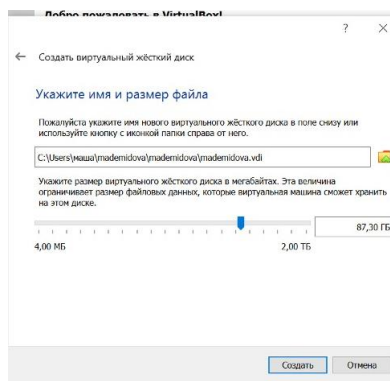 Добро пожаловать в VirtualBox!
?
×
← Создать виртуальный жёсткий диск
Укажите имя и размер файла
Пожалуйста укажите имя нового виртуального жёсткого диска в поле снизу или
используйте кнопку с иконкой папки справа от него.
C:\Users\маша\mademidova\mademidova\mademidova.vdi
Укажите размер виртуального жёсткого диска в мегабайтах. Эта величина
ограничивает размер файловых данных, которые виртуальная машина сможет хранить
на этом диске.
87,30 ГБ
4,00 МБ 2,00 ТБ
Создать Отмена